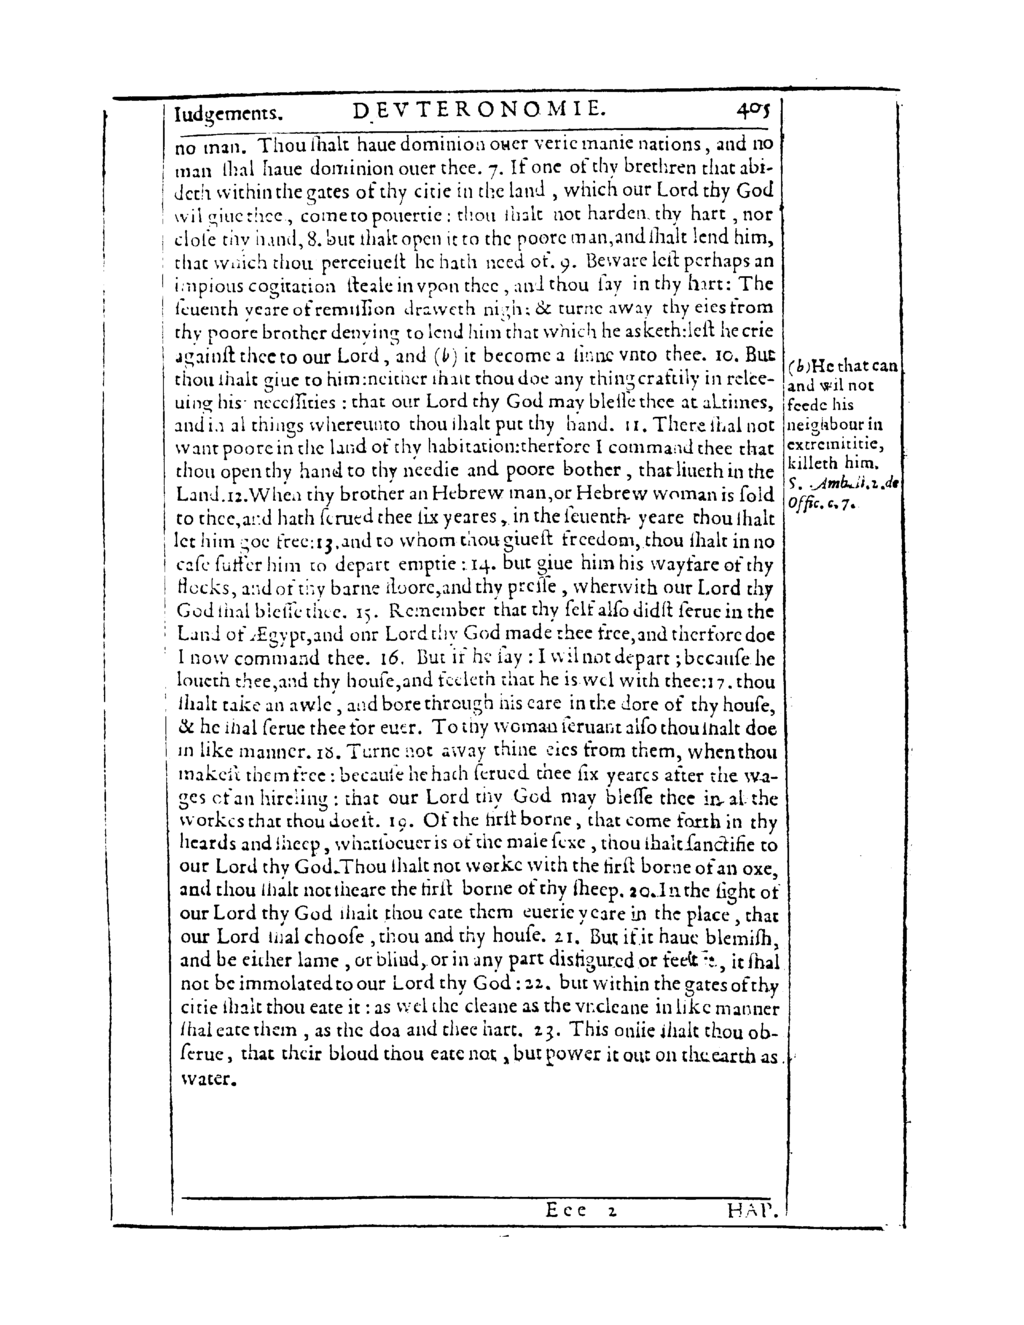 Iudgements. DEVTERONOMIE. 405
no man. Thou ſhalt haue dominion ouer verie manie nations, and no
man ſhal haue dominion ouer thee. 7. If one of thy brethren that abi-
deth within the gates of thy citie in the land, which our Lord thy God
wil giue thee, come to pouertie: thou ſhalt not harden thy hart, nor
cloſe thy hand, 8. but ſhalt open it to the poore man, and ſhalt lend him,
that which thou perceiueſt he hath need of. 9. Beware leſt perhaps an
impious cogitation ſteale in vpon thee, and thou ſay in thy hart: The
ſeuenth yeare of remiſſion draweth nigh; & turne away thy eies from
thy poore brother denying to lend him that which he asketh: leſt he crie
againſt thee to our Lord, and (b) it become a ſinne vnto thee. 10. But
thou ſhalt giue to him: neither ſhalt thou doe any thing craftily in relee-
uing his neceſſities: that our Lord thy God may bleſſe thee at al times,
and in al things whereunto thou ſhalt put thy hand. 11. There ſhal not
want poore in the land of thy habitation: therfore I command thee that
thou open thy hand to thy needie and poore bother, that liueth in the
Land. 12. When thy brother an Hebrew man, or Hebrew woman is ſold
to thee, and hath ſerued thee ſix yeares, in the ſeuenth yeare thou ſhalt
let him goe free: 13. and to whom thou giueſt freedom, thou ſhalt in no
caſe ſuffer him to depart emptie: 14. but giue him his wayfare of thy
flocks, and of thy barne floore, and thy preſſe, wherwith our Lord thy
God ſhal bleſſe thee. 15. Remember that thy ſelf alſo didſt ſerue in the
Land of Ægypt, and onr Lord thy God made thee free, and therfore doe
I now command thee. 16. But if he ſay: I wil not depart; becauſe he
loueth thee, and thy houſe, and feeleth that he is wel with thee: 17. thou
ſhalt take an awle, and bore through his eare in the dore of thy houſe,
& he ſhal ſerue thee for euer. To thy woman ſeruant alſo thou ſhalt doe
in like manner. 18. Turne not away thine eies from them, when thou
makeſt them free: becauſe he hath ſerued thee ſix yeares after the wa-
ges of an hireling: that our Lord thy God may bleſſe thee in al the
workes that thou doeſt. 19. Of the firſt borne, that come forth in thy
heards and ſheep, whatſoeuer is of the male ſexe, thou ſhalt ſanctifie to
our Lord thy God. Thou ſhalt not worke with the firſt borne of an oxe,
and thou ſhalt not ſheare the firſt borne of thy ſheep. 20. In the ſight of
our Lord thy God ſhalt thou eate them euerie yeare in the place, that
our Lord ſhal chooſe, thou and thy houſe. 21. But if it haue blemiſh,
and be either lame, or blind, or in any part disfigured or it ſhal
not be immolated to our Lord thy God: 22. but within the gates of thy
citie ſhalt thou eate it: as wel the cleane as the vncleane in like manner
ſhal eate them, as the doa and thee hart. 23. This onlie ſhalt thou ob-
ſerue, that their bloud thou eate not, but power it out on the earth as
water.
(b) He that can
and wil not
feede his
neighbour in
extremititie,
killeth him.
S. Amb. li. 2. de
Offic. c. 7.
Eee 2 HAP.